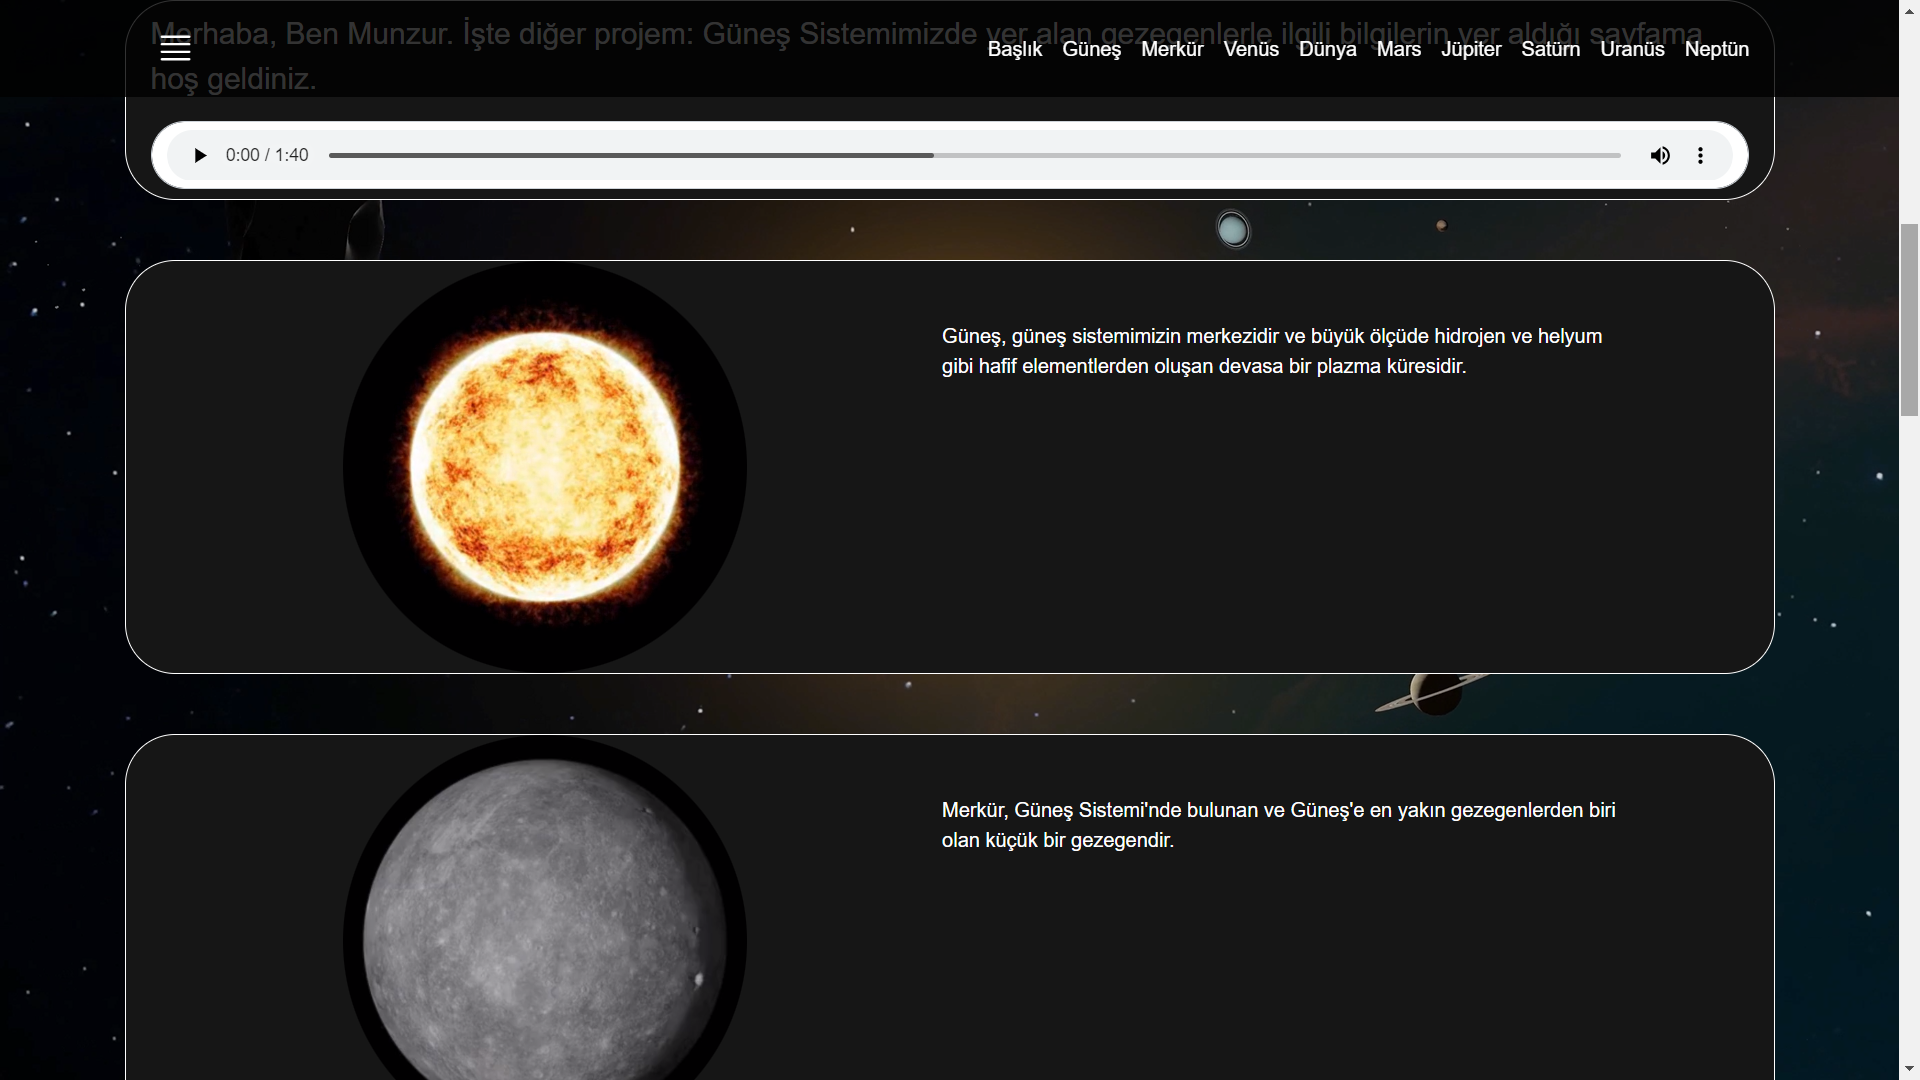 Merhaba, Ben Munzur. İşte diğer projem: Güneş Sistemimizde yer alan gezegenlerle ilgili bilgilerin yer aldığı sayfama
hoş geldiniz.
Başlık Güneş Merkür Venüs Dünya Mars Jüpiter Satürn Uranüs Neptün
0:00 / 1:40
Güneş, güneş sistemimizin merkezidir ve büyük ölçüde hidrojen ve helyum
gibi hafif elementlerden oluşan devasa bir plazma küresidir.
Merkür, Güneş Sistemi'nde bulunan ve Güneş'e en yakın gezegenlerden biri
olan küçük bir gezegendir.